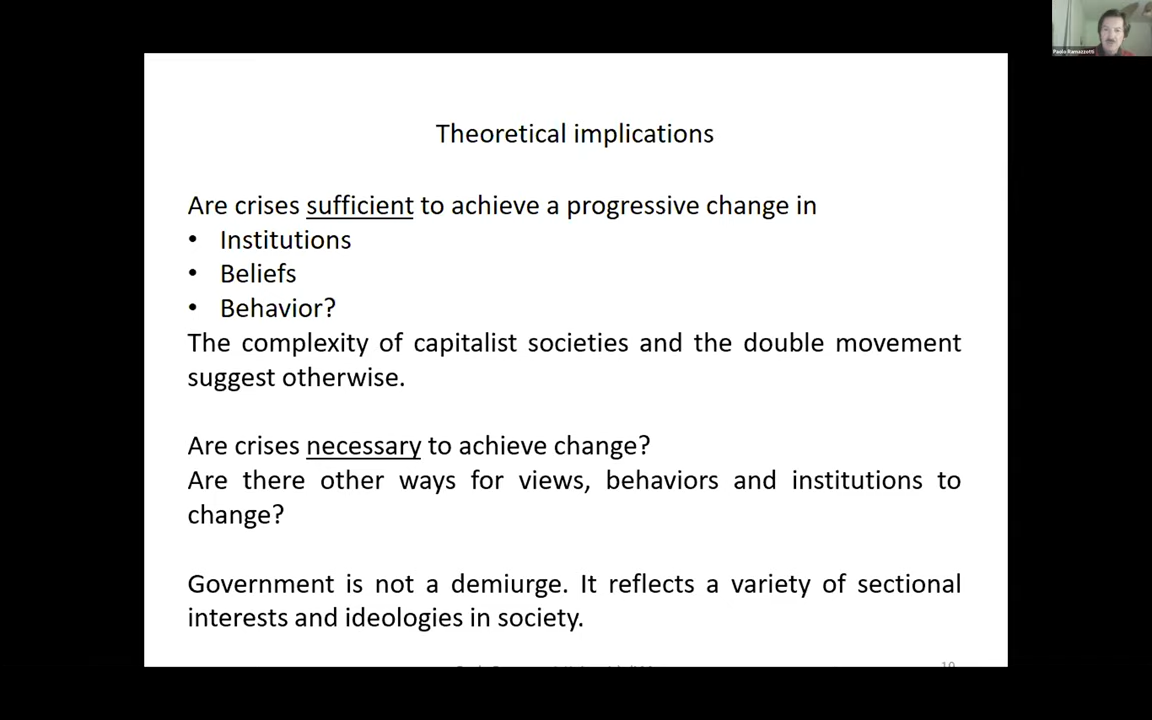 Paolo Ramazzotti
Theoretical implications
Are crises sufficient to achieve a progressive change in
• Institutions
• Beliefs
• Behavior?
The complexity of capitalist societies and the double movement
suggest otherwise.
Are crises necessary to achieve change?
Are there other ways for views, behaviors and institutions to
change?
Government is not a demiurge. It reflects a variety of sectional
interests and ideologies in society.